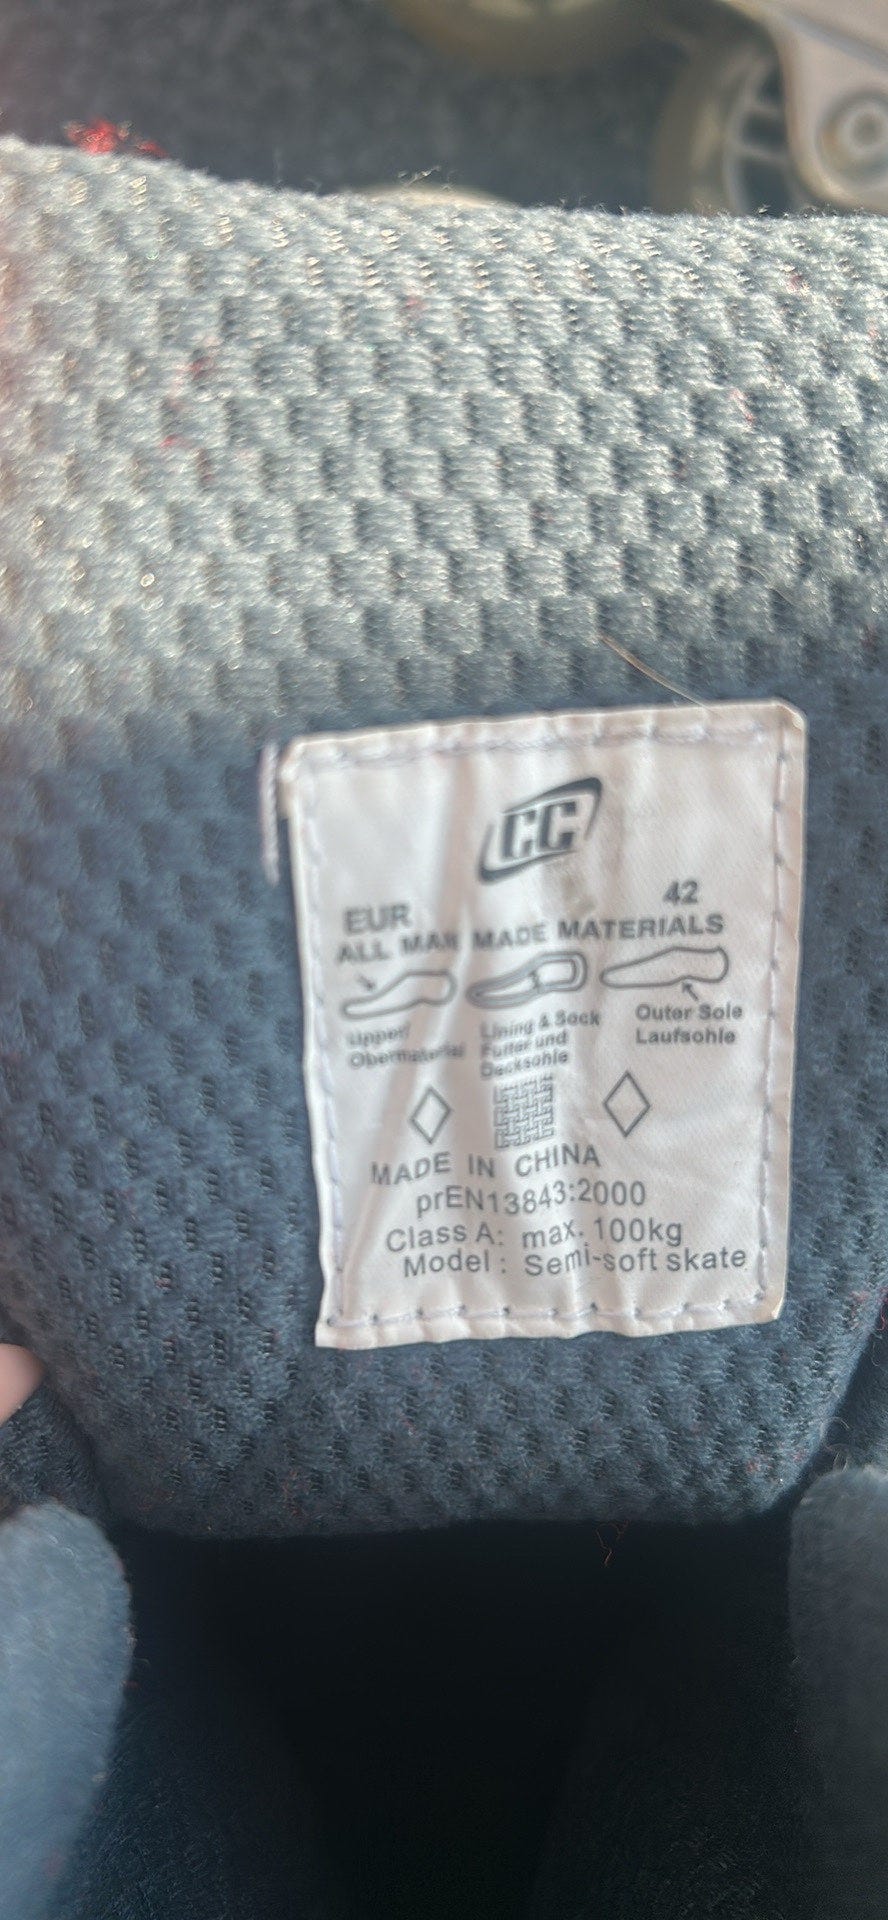 CC
EUR 42
ALL MAN MADE MATERIALS
Upper/ Lining & Sock Outer Sole
Obermaterial Futter und Laufsohle
Decksohle
MADE IN CHINA
prEN13843:2000
Class A: max. 100kg
Model : Semi-soft skate